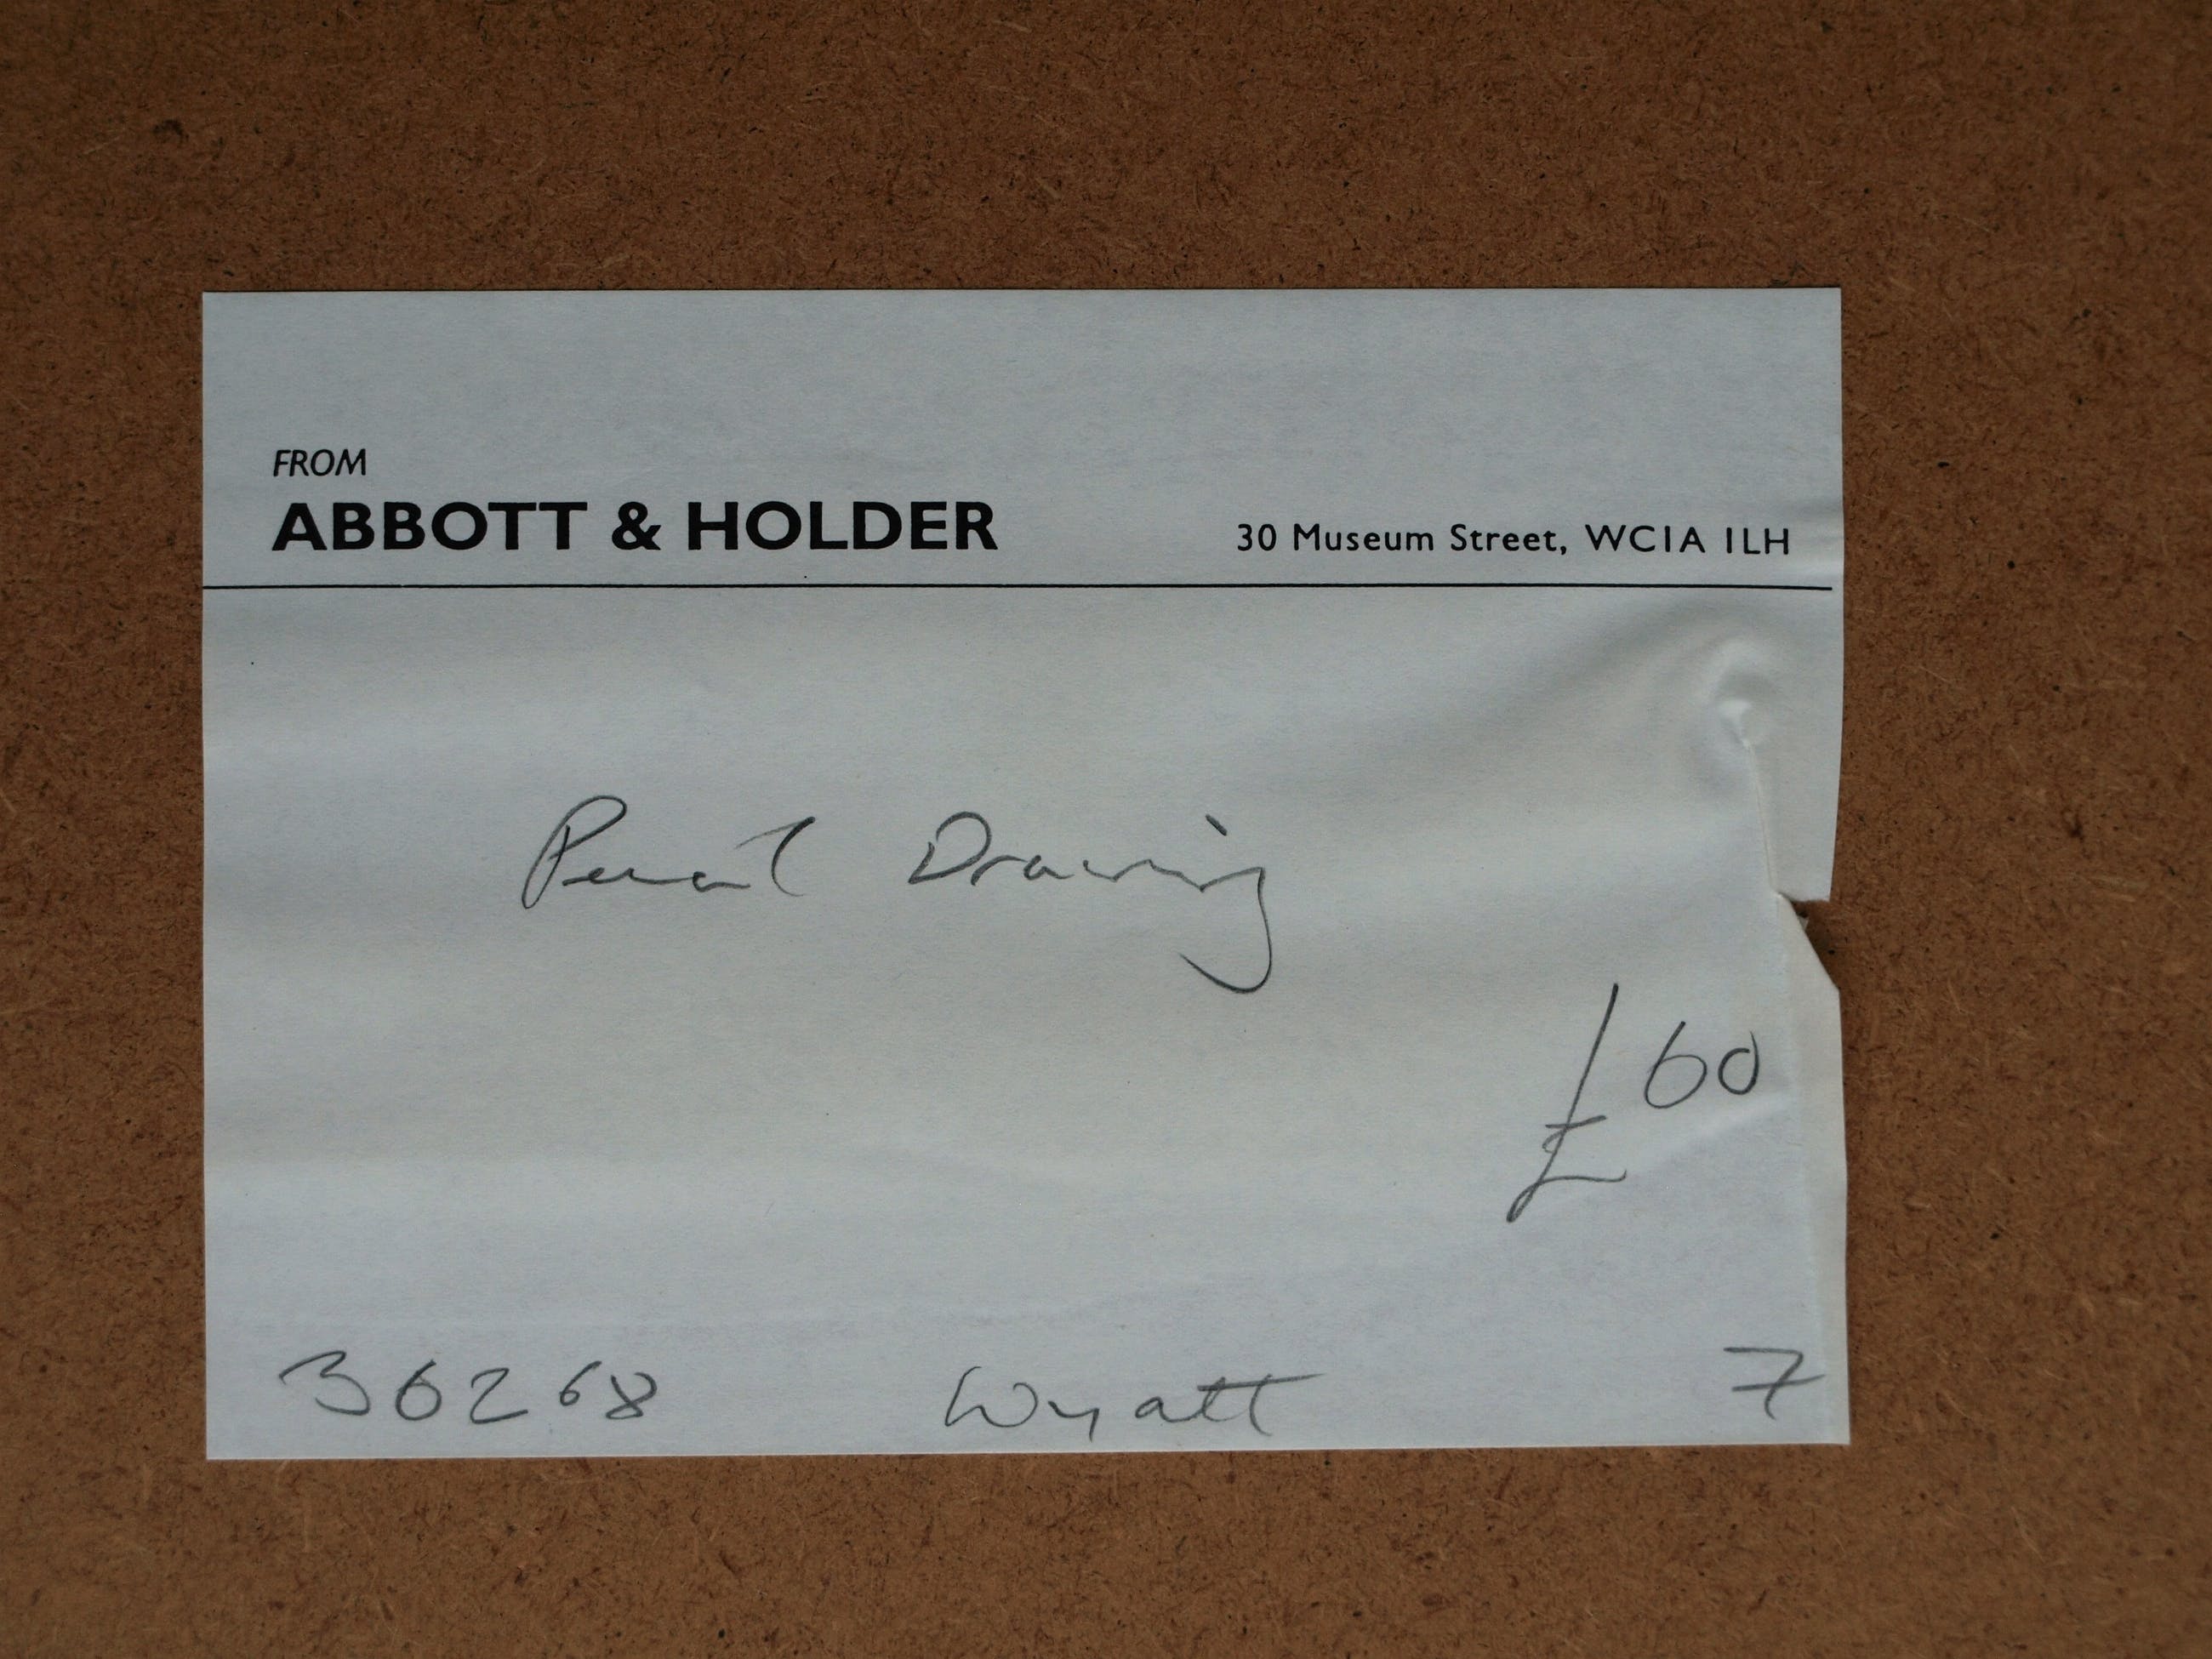 FROM
ABBOTT & HOLDER 30 Museum Street, WC1A 1LH
Pencil Drawing
£60
36268 Wyatt 7